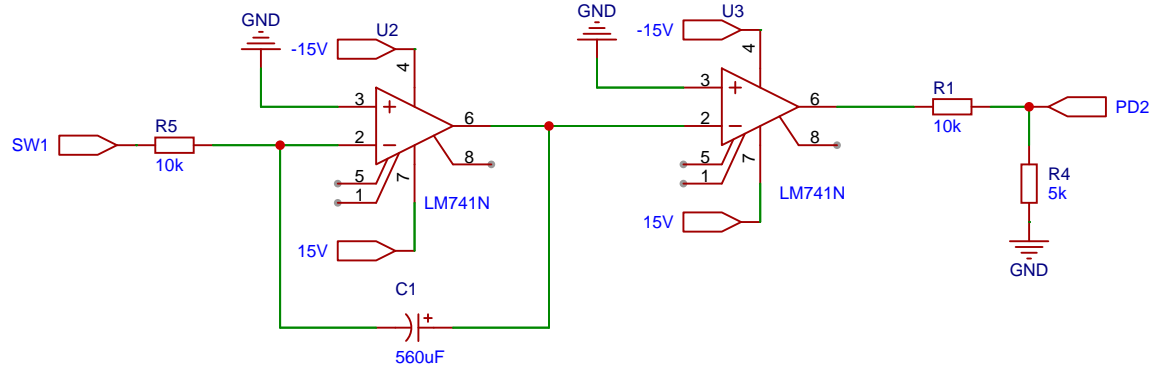 GND
U2
-15V
4
3
6
2
SW1
R5
10k
5
1
7
8
LM741N
15V
C1
560uF
GND
U3
-15V
4
3
6
2
5
1
7
8
LM741N
15V
R1
10k
PD2
R4
5k
GND